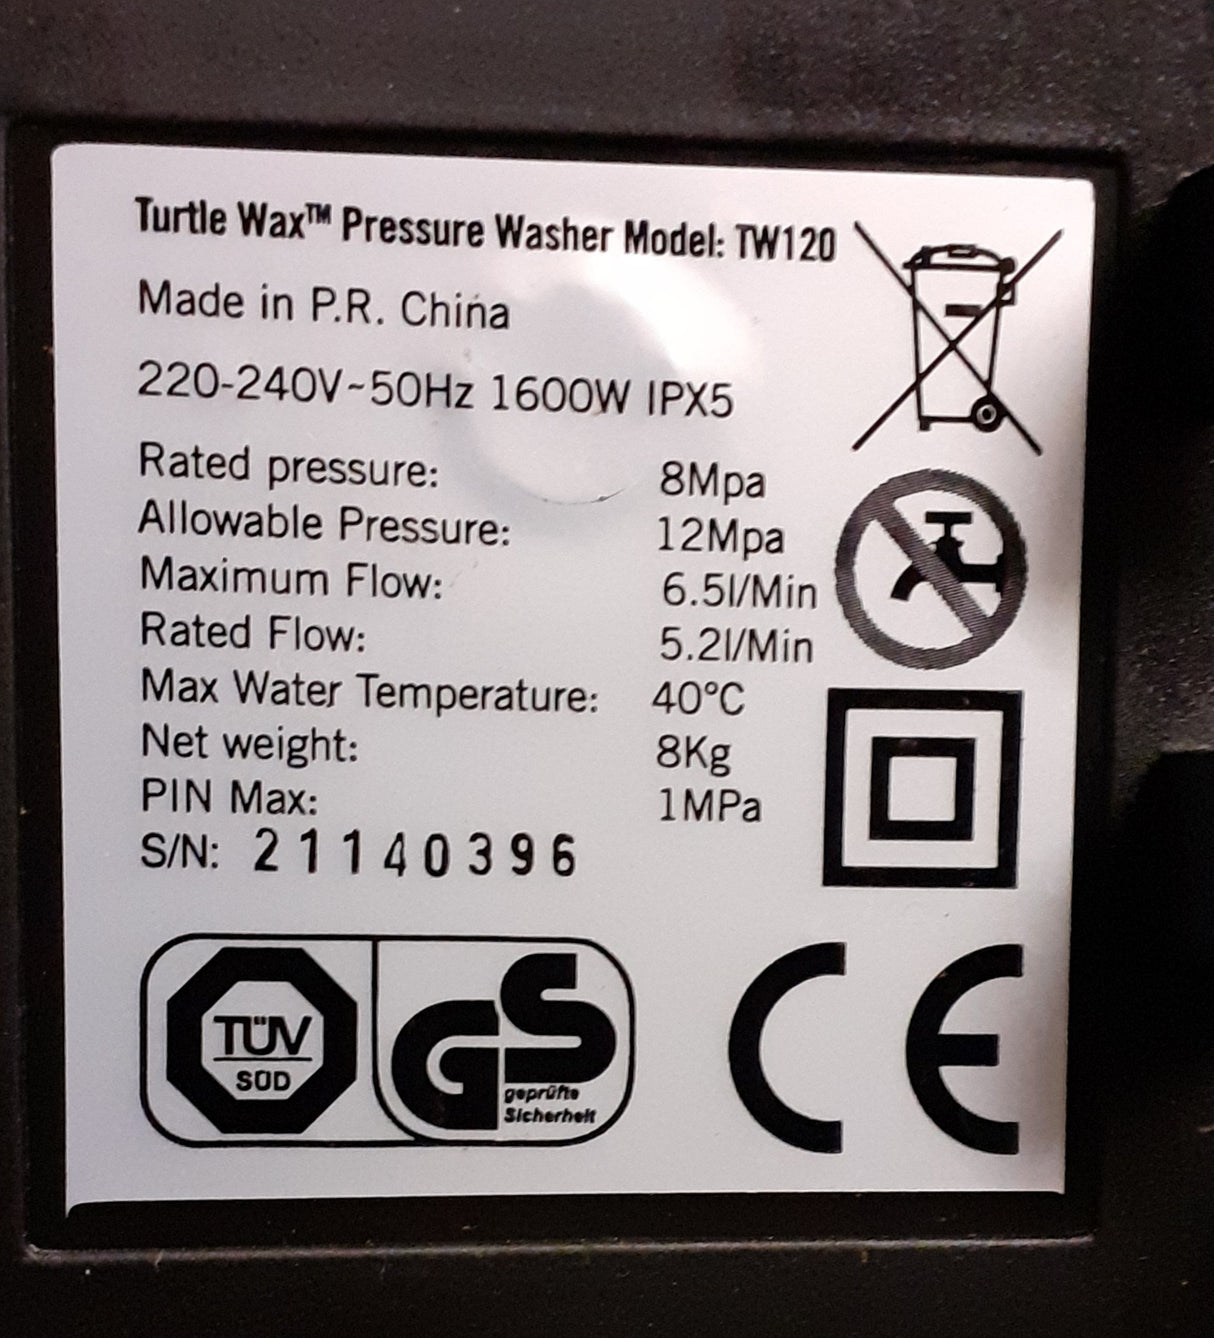 Turtle Wax™ Pressure Washer Model: TW120
Made in P.R. China
220-240V~50Hz 1600W IPX5
Rated pressure: 8Mpa
Allowable Pressure: 12Mpa
Maximum Flow: 6.5l/Min
Rated Flow: 5.2l/Min
Max Water Temperature: 40°C
Net weight: 8Kg
PIN Max: 1MPa
S/N: 21140396
TÜV
SÜD
GS
geprüfte
Sicherheit
CE